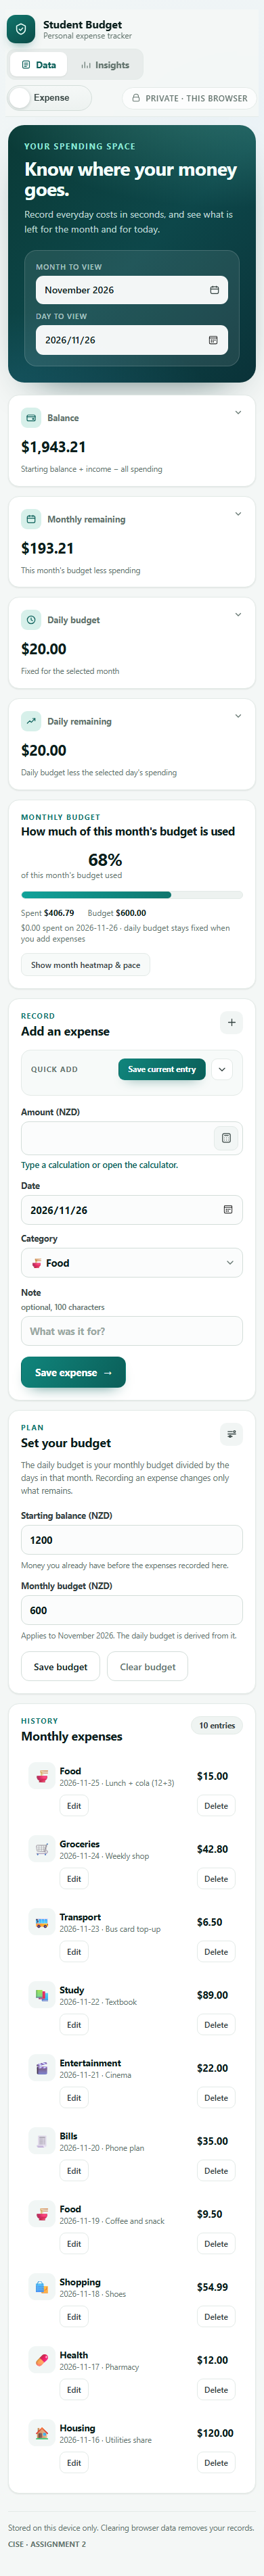 Student Budget
Personal expense tracker
Data
Insights
Expense
PRIVATE · THIS BROWSER
YOUR SPENDING SPACE
Know where your money
goes.
Record everyday costs in seconds, and see what is
left for the month and for today.
MONTH TO VIEW
November 2026
DAY TO VIEW
2026/11/26
Balance
$1,943.21
Starting balance + income − all spending
Monthly remaining
$193.21
This month's budget less spending
Daily budget
$20.00
Fixed for the selected month
Daily remaining
$20.00
Daily budget less the selected day's spending
MONTHLY BUDGET
How much of this month's budget is used
68%
of this month's budget used
Spent $406.79 Budget $600.00
$0.00 spent on 2026-11-26 · daily budget stays fixed when
you add expenses
Show month heatmap & pace
RECORD
Add an expense
QUICK ADD
Save current entry
Amount (NZD)
Type a calculation or open the calculator.
Date
2026/11/26
Category
Food
Note
optional, 100 characters
What was it for?
Save expense →
PLAN
Set your budget
The daily budget is your monthly budget divided by the
days in that month. Recording an expense changes only
what remains.
Starting balance (NZD)
1200
Money you already have before the expenses recorded here.
Monthly budget (NZD)
600
Applies to November 2026. The daily budget is derived from it.
Save budget
Clear budget
HISTORY
Monthly expenses
10 entries
Food
2026-11-25 · Lunch + cola (12+3)
$15.00
Edit
Delete
Groceries
2026-11-24 · Weekly shop
$42.80
Edit
Delete
Transport
2026-11-23 · Bus card top-up
$6.50
Edit
Delete
Study
2026-11-22 · Textbook
$89.00
Edit
Delete
Entertainment
2026-11-21 · Cinema
$22.00
Edit
Delete
Bills
2026-11-20 · Phone plan
$35.00
Edit
Delete
Food
2026-11-19 · Coffee and snack
$9.50
Edit
Delete
Shopping
2026-11-18 · Shoes
$54.99
Edit
Delete
Health
2026-11-17 · Pharmacy
$12.00
Edit
Delete
Housing
2026-11-16 · Utilities share
$120.00
Edit
Delete
Stored on this device only. Clearing browser data removes your records.
CISE · ASSIGNMENT 2